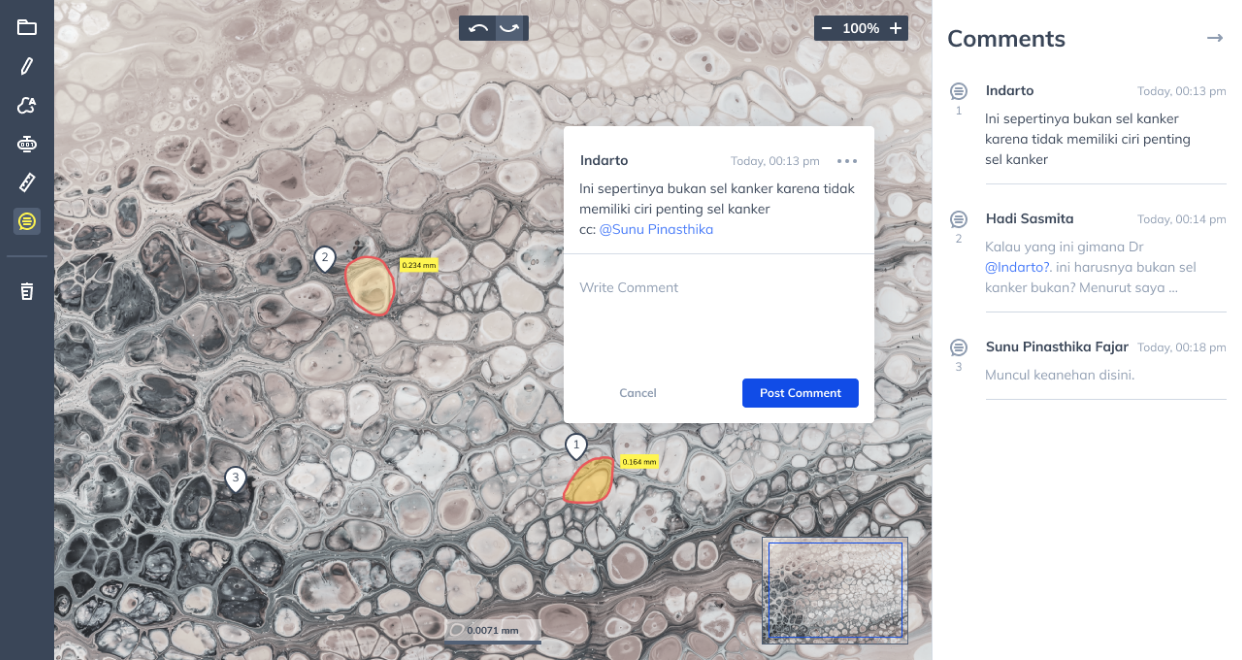 100%
Comments
Indarto
Today, 00:13 pm
1
Ini sepertinya bukan sel kanker
karena tidak memiliki ciri penting
sel kanker
Hadi Sasmita
Today, 00:14 pm
2
Kalau yang ini gimana Dr
@Indarto?. ini harusnya bukan sel
kanker bukan? Menurut saya ...
Sunu Pinasthika Fajar
Today, 00:18 pm
3
Muncul keanehan disini.
Indarto
Today, 00:13 pm
Ini sepertinya bukan sel kanker karena tidak
memiliki ciri penting sel kanker
cc: @Sunu Pinasthika
Write Comment
Cancel
Post Comment
2
0.234 mm
1
0.164 mm
3
0.0071 mm